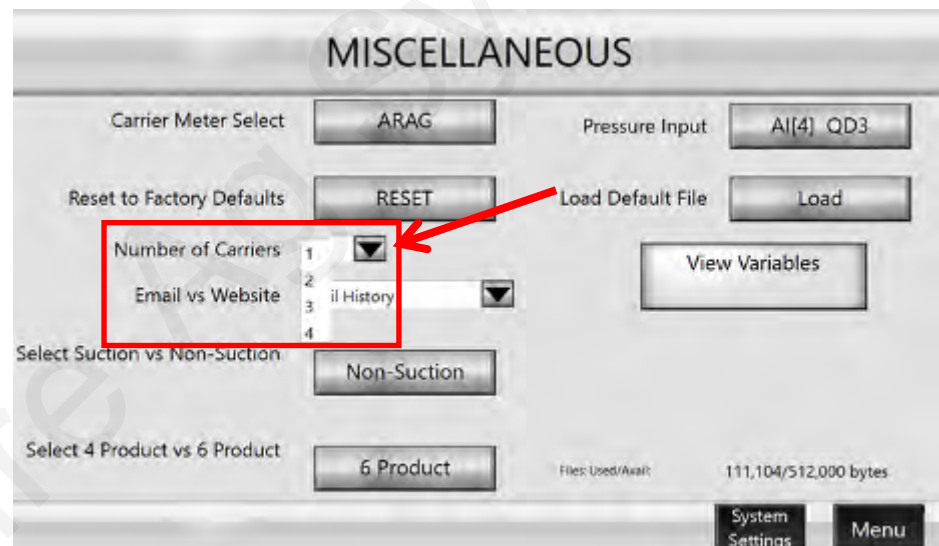 MISCELLANEOUS
Carrier Meter Select ARAG Pressure Input AI[4] QD3
Reset to Factory Defaults RESET Load Default File Load
Number of Carriers 1
2
3
4
View Variables
Email vs Website il History
Select Suction vs Non-Suction Non-Suction
Select 4 Product vs 6 Product 6 Product Files: Used/Avail: 111,104/512,000 bytes
System
Settings
Menu